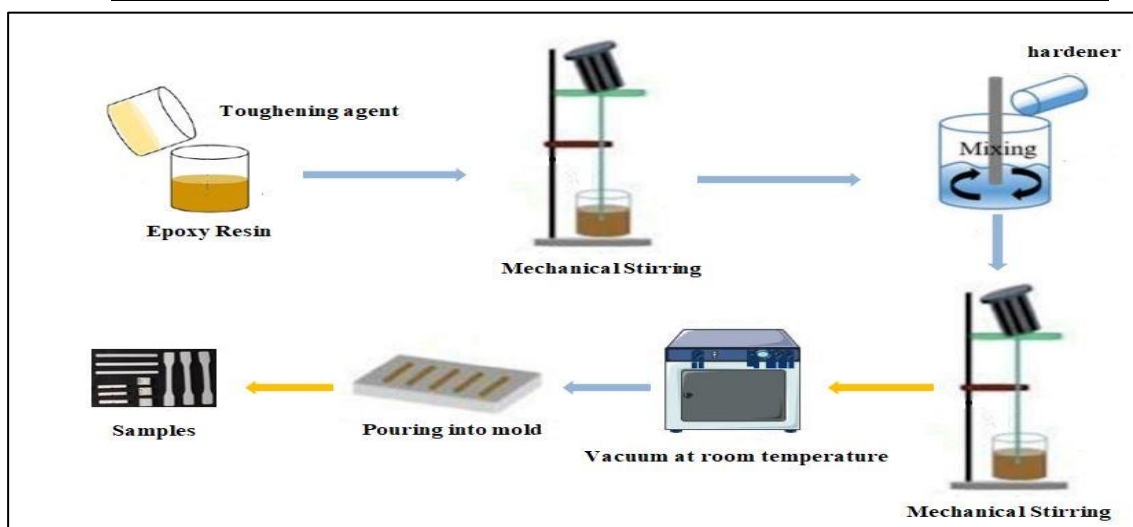 hardener
Toughening agent
Mixing
Epoxy Resin
Mechanical Stirring
Samples
Pouring into mold
Vacuum at room temperature
Mechanical Stirring